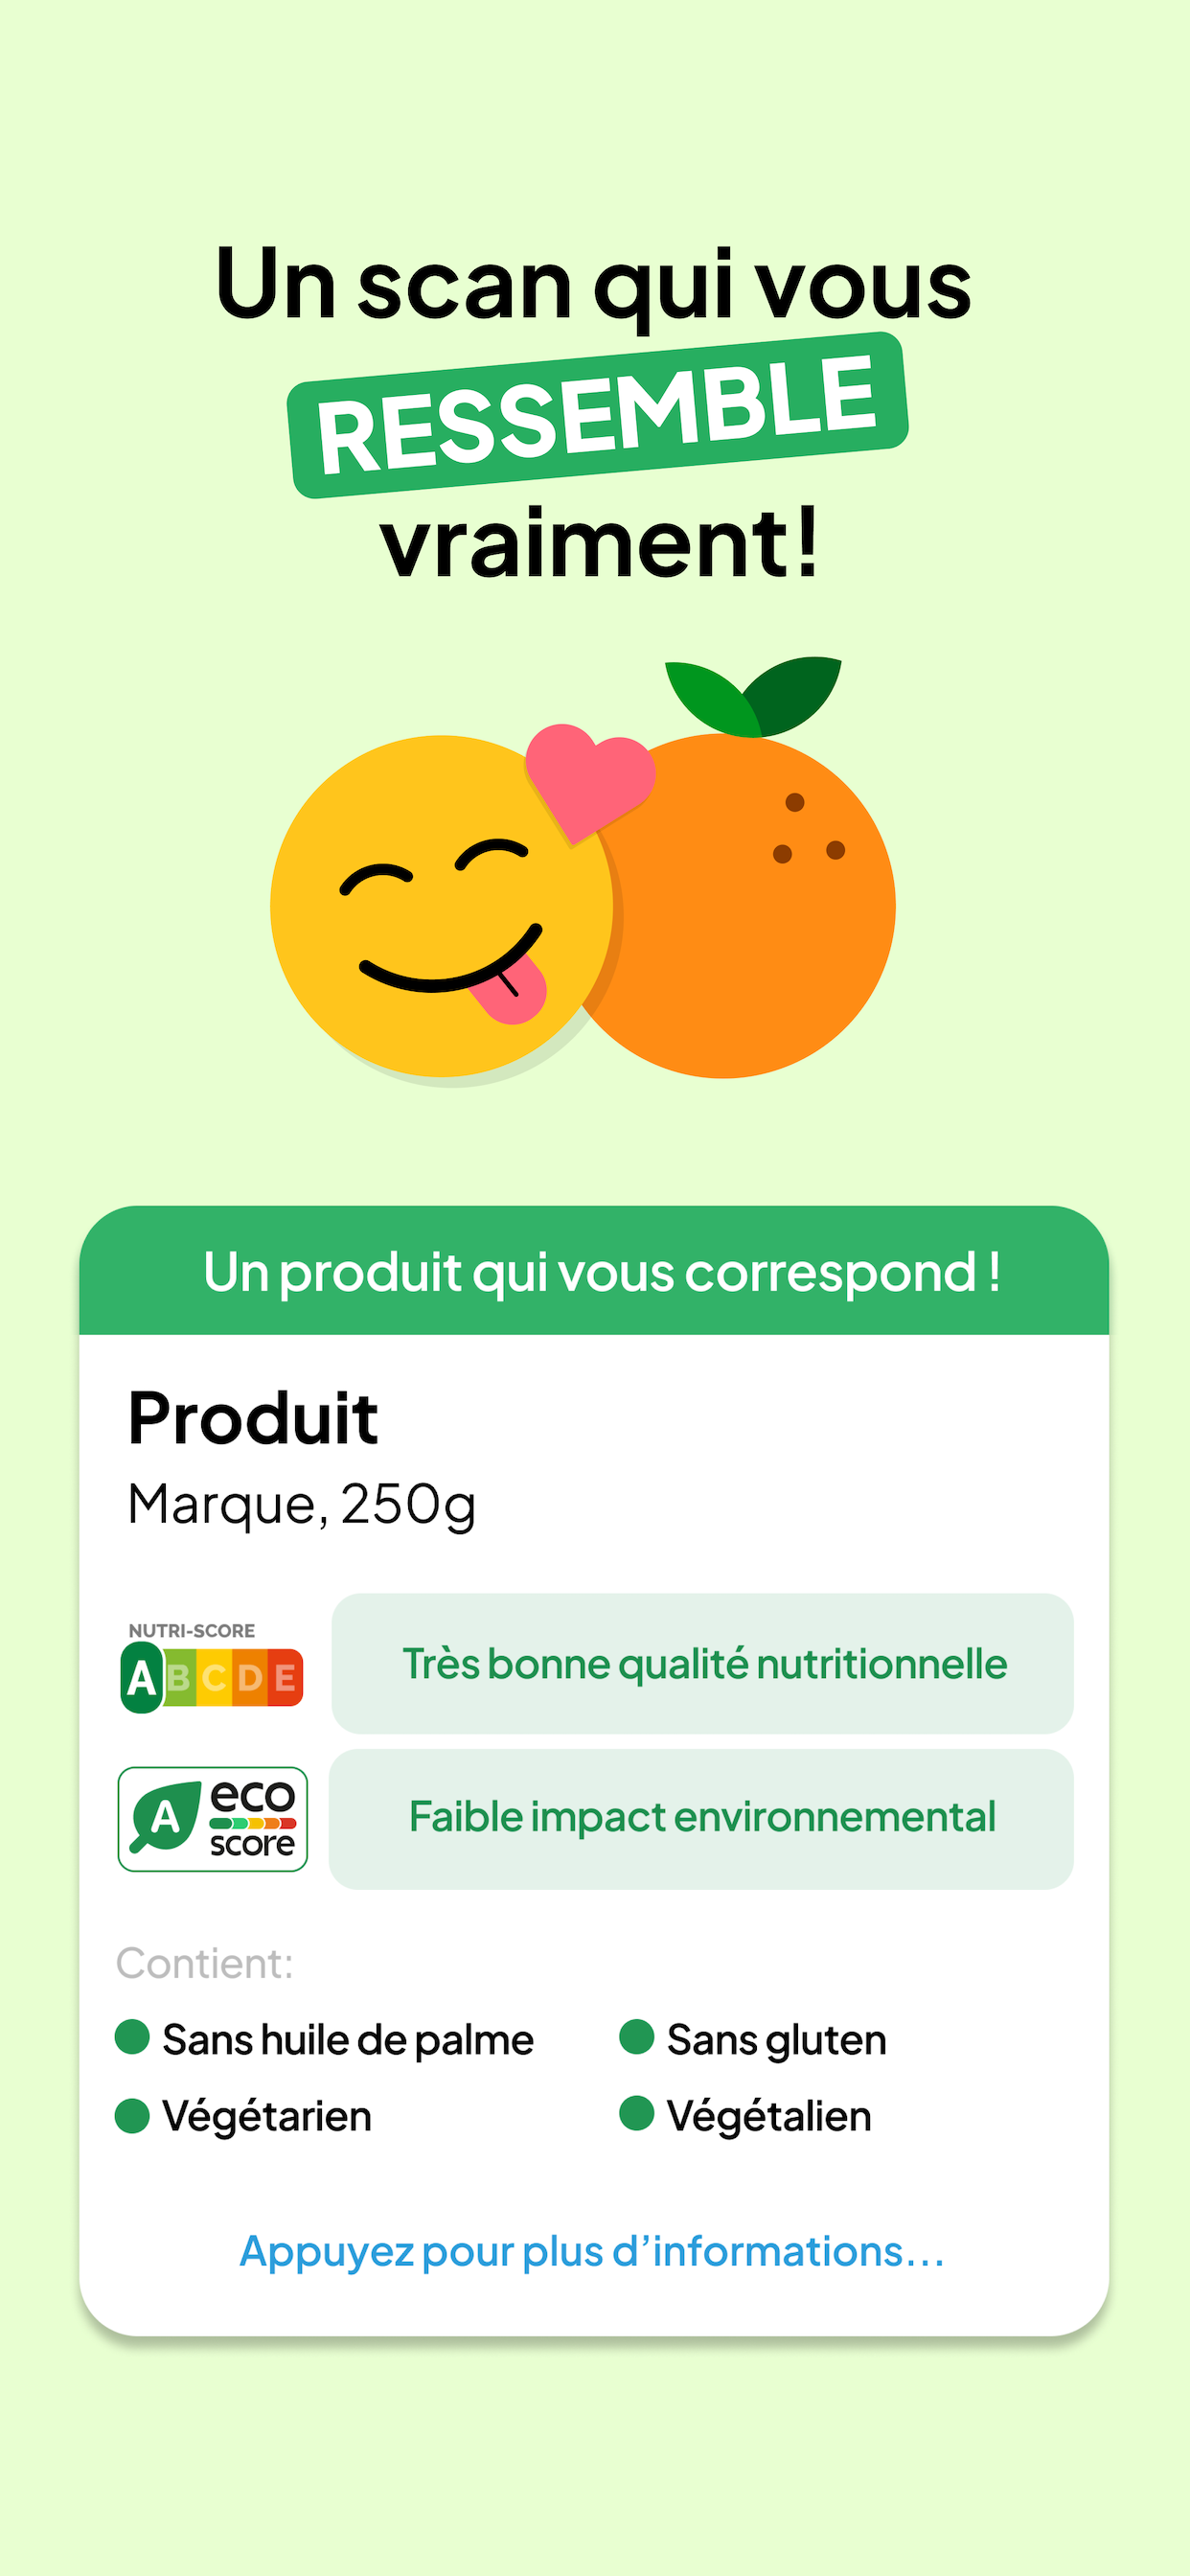 Un scan qui vous
RESSEMBLE
vraiment!
Un produit qui vous correspond !
Produit
Marque, 250g
NUTRI-SCORE
A B C D E
Très bonne qualité nutritionnelle
A eco
score
Faible impact environnemental
Contient:
Sans huile de palme
Sans gluten
Végétarien
Végétalien
Appuyez pour plus d’informations...